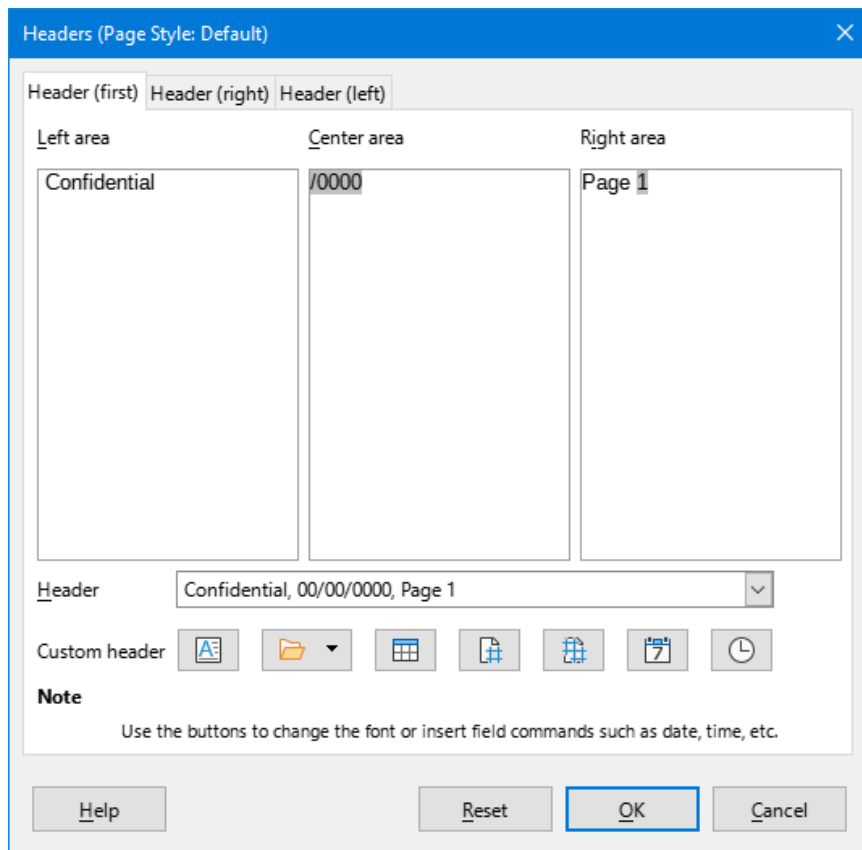 Headers (Page Style: Default)
Header (first) Header (right) Header (left)
Left area Center area Right area
Confidential /0000 Page 1
Header Confidential, 00/00/0000, Page 1
Custom header A 7
Note
Use the buttons to change the font or insert field commands such as date, time, etc.
Help Reset OK Cancel